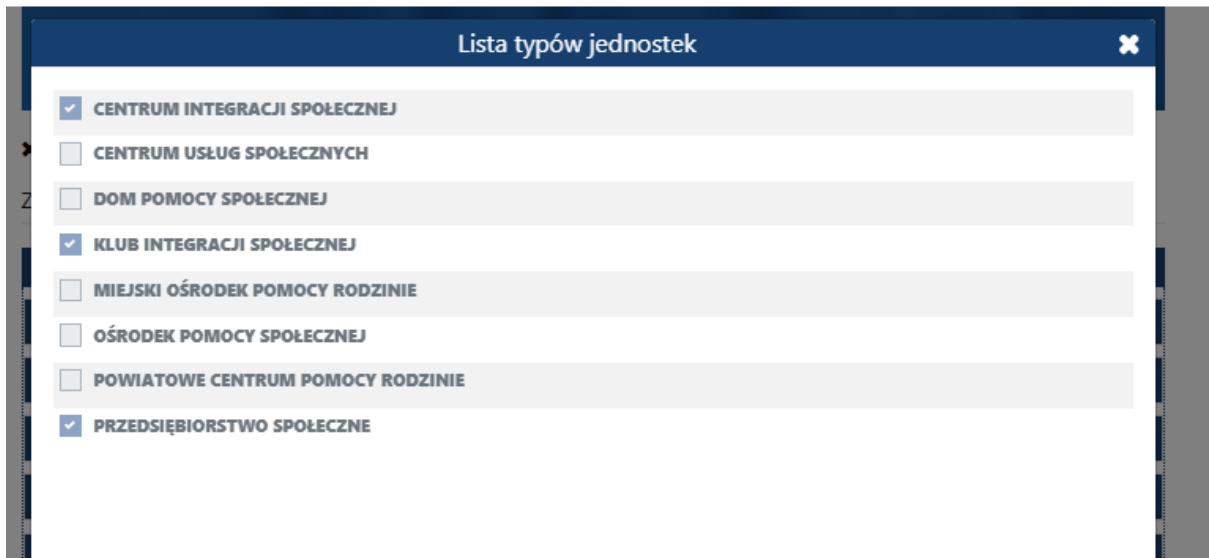 Lista typów jednostek
CENTRUM INTEGRACJI SPOŁECZNEJ
CENTRUM USŁUG SPOŁECZNYCH
DOM POMOCY SPOŁECZNEJ
KLUB INTEGRACJI SPOŁECZNEJ
MIEJSKI OŚRODEK POMOCY RODZINIE
OŚRODEK POMOCY SPOŁECZNEJ
POWIATOWE CENTRUM POMOCY RODZINIE
PRZEDSIĘBIORSTWO SPOŁECZNE